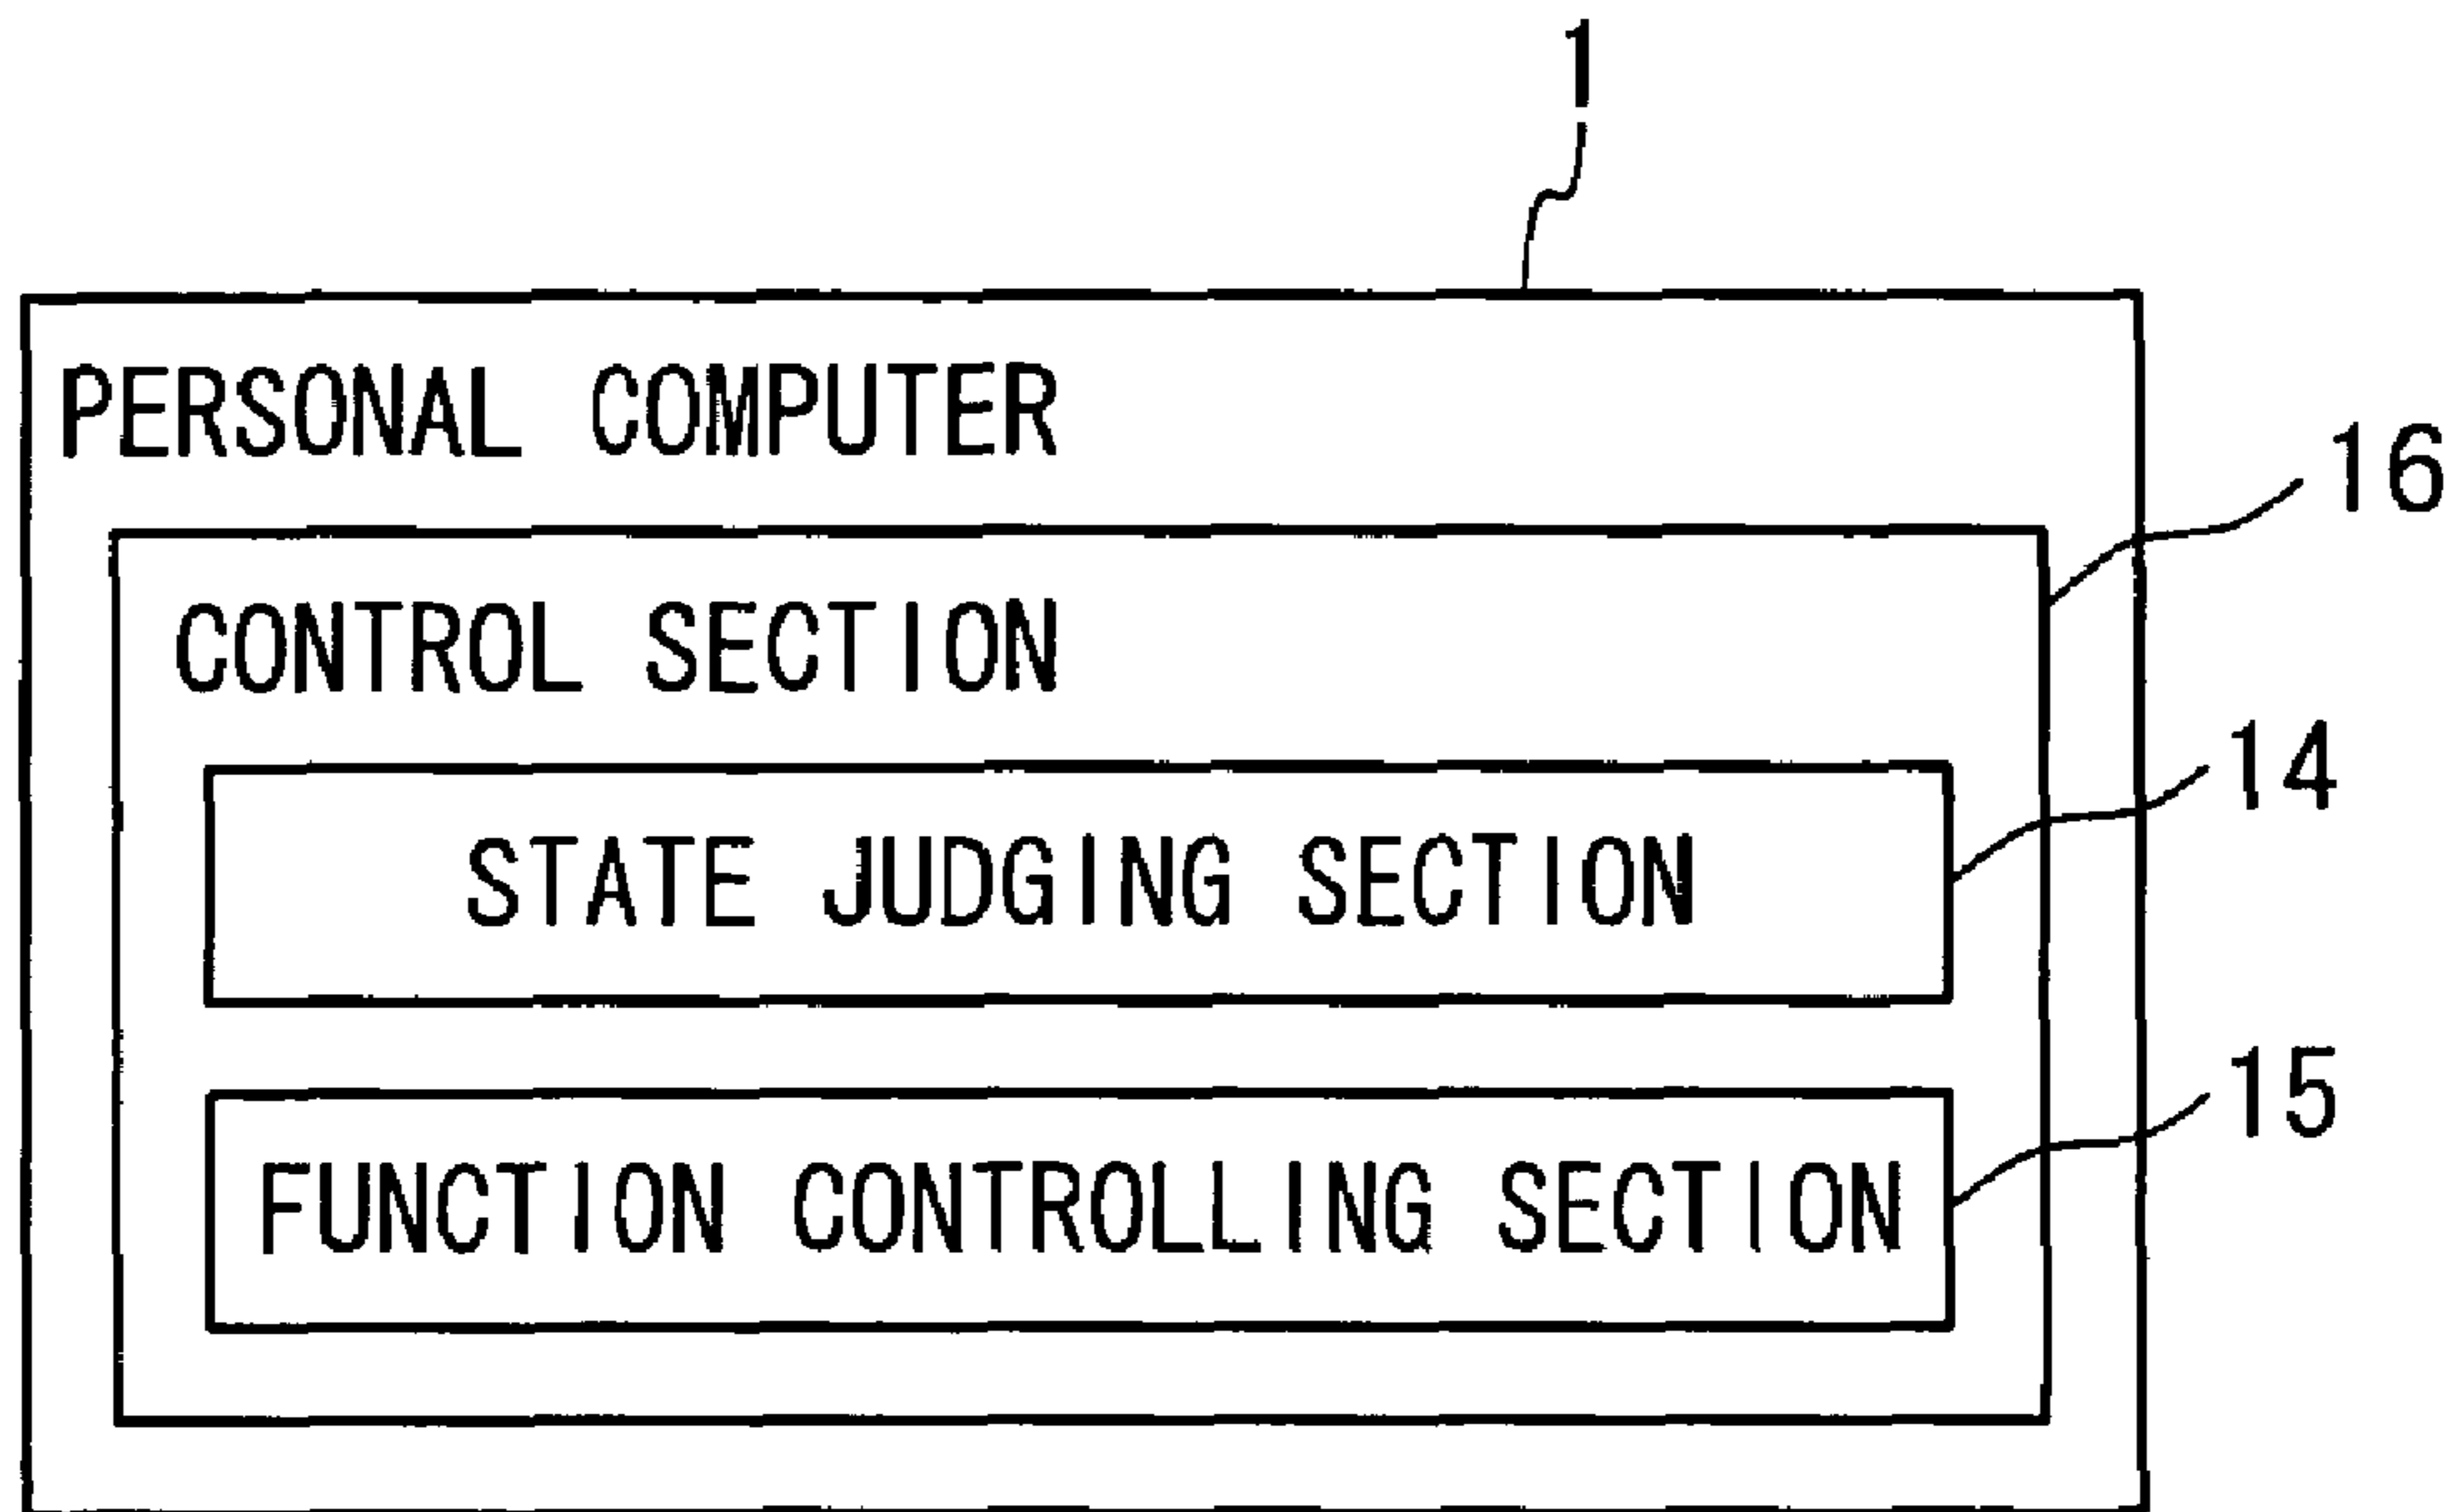 1
PERSONAL COMPUTER
16
CONTROL SECTION
14
STATE JUDGING SECTION
15
FUNCTION CONTROLLING SECTION